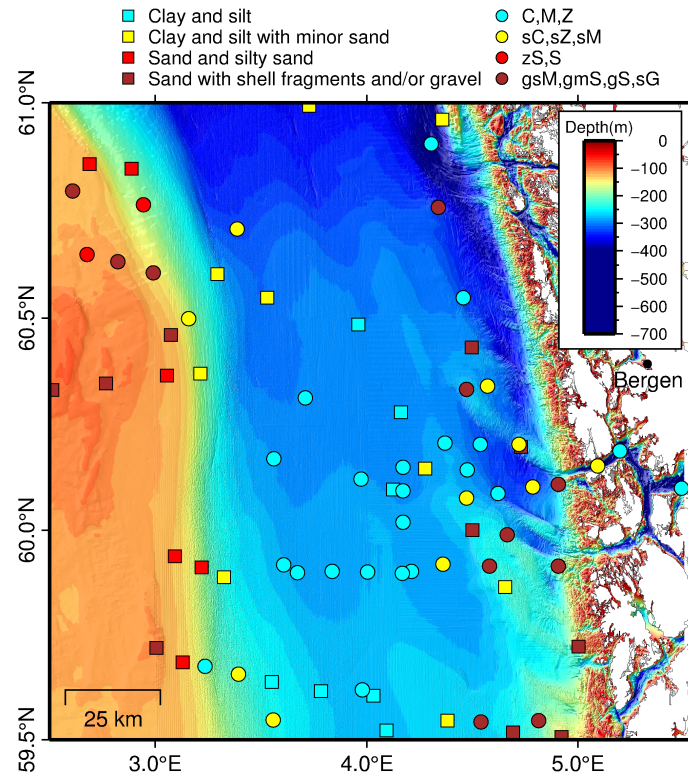 Clay and silt C,M,Z
Clay and silt with minor sand sC,sZ,sM
Sand and silty sand zS,S
Sand with shell fragments and/or gravel gsM,gmS,gS,sG
61.0°N
Depth(m)
0
−100
−200
−300
−400
−500
−600
−700
60.5°N
Bergen
60.0°N
25 km
59.5°N
3.0°E 4.0°E 5.0°E